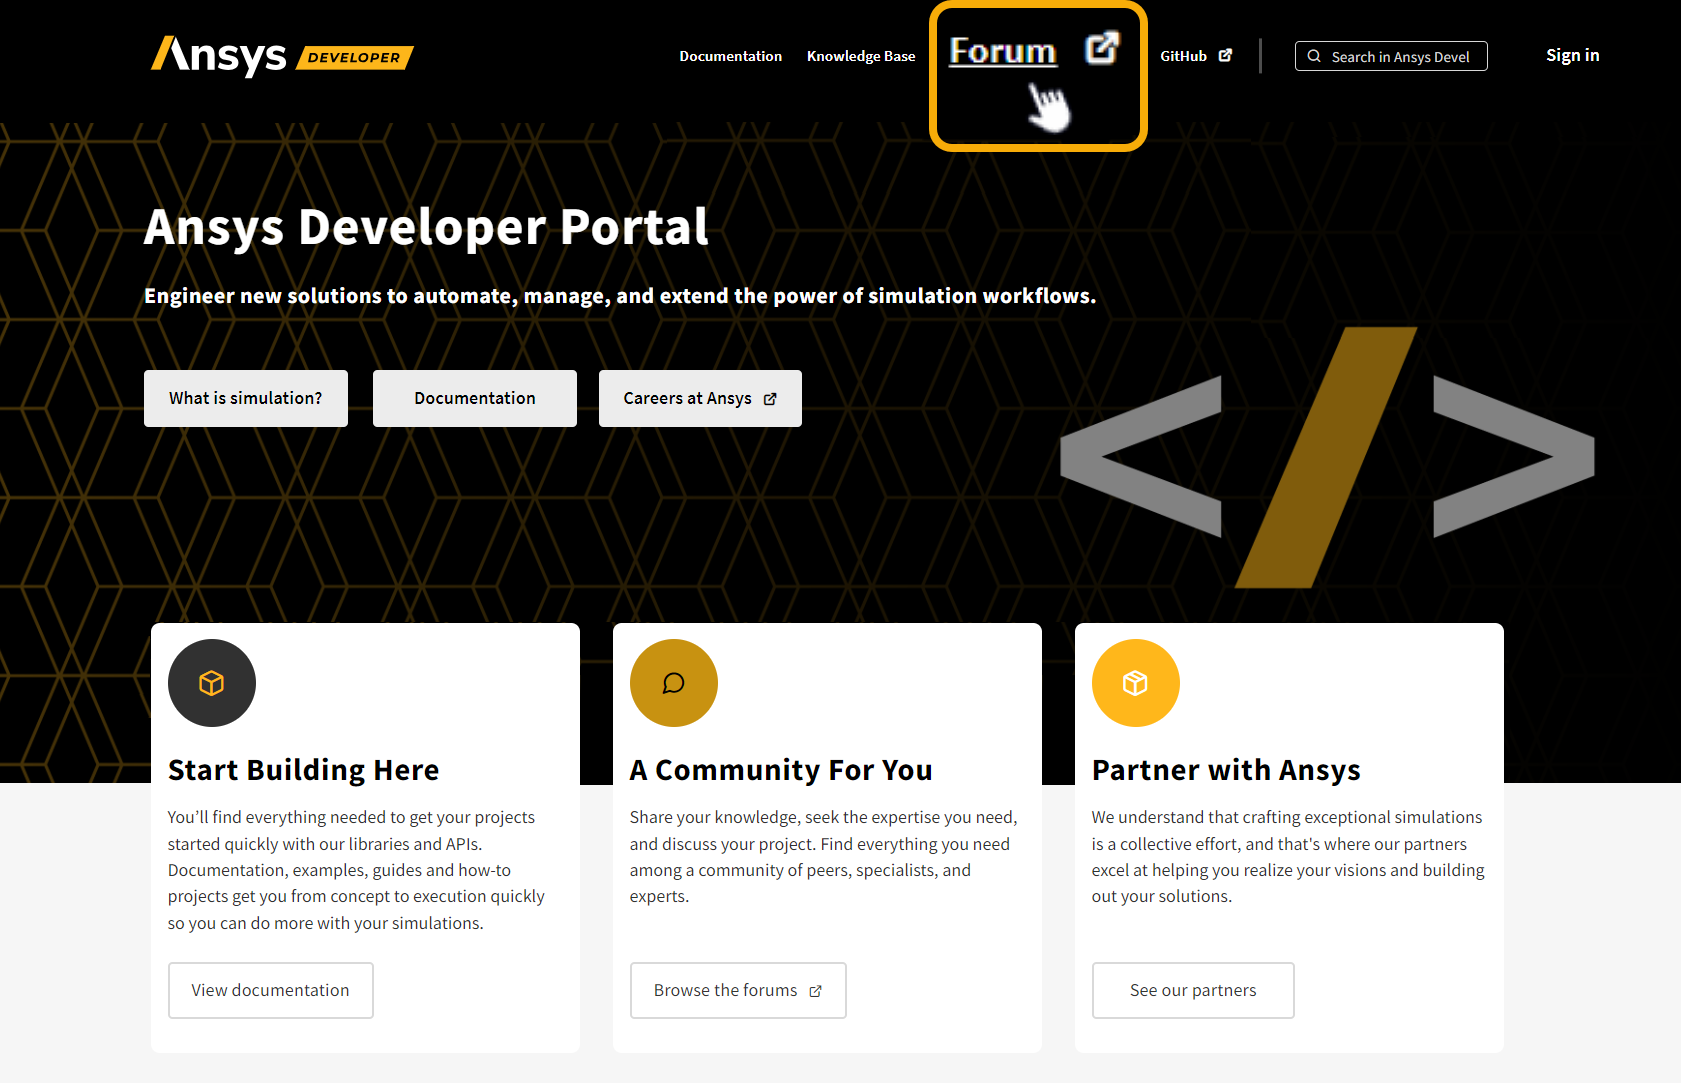 Ansys DEVELOPER
Documentation
Knowledge Base
Forum
GitHub
Search in Ansys Devel
Sign in
Ansys Developer Portal
Engineer new solutions to automate, manage, and extend the power of simulation workflows.
What is simulation?
Documentation
Careers at Ansys
</>
Start Building Here
You’ll find everything needed to get your projects
started quickly with our libraries and APIs.
Documentation, examples, guides and how-to
projects get you from concept to execution quickly
so you can do more with your simulations.
View documentation
A Community For You
Share your knowledge, seek the expertise you need,
and discuss your project. Find everything you need
among a community of peers, specialists, and
experts.
Browse the forums
Partner with Ansys
We understand that crafting exceptional simulations
is a collective effort, and that's where our partners
excel at helping you realize your visions and building
out your solutions.
See our partners